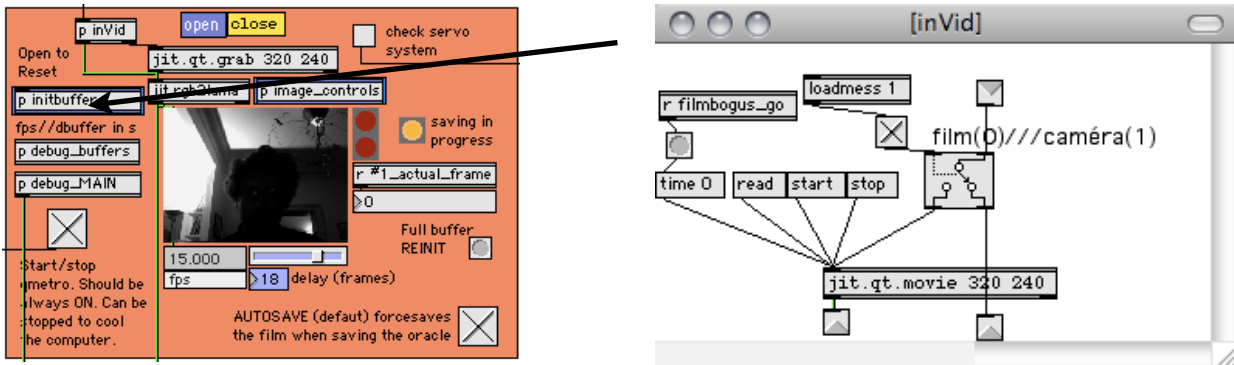 p inVid
open
close
check servo
system
Open to
Reset
jit.qt.grab 320 240
p initbuffer
p image_controls
fps//dbuffer in s
saving in
progress
p debug_buffers
p debug_MAIN
r #1_actual_frame
0
Full buffer
REINIT
15.000
fps
18
delay (frames)
Start/stop
qmetro. Should be
always ON. Can be
stopped to cool
the computer.
AUTOSAVE (defaut) forcesaves
the film when saving the oracle
[inVid]
loadmess 1
r filmbogus_go
film(0)///caméra(1)
time 0
read
start
stop
jit.qt.movie 320 240